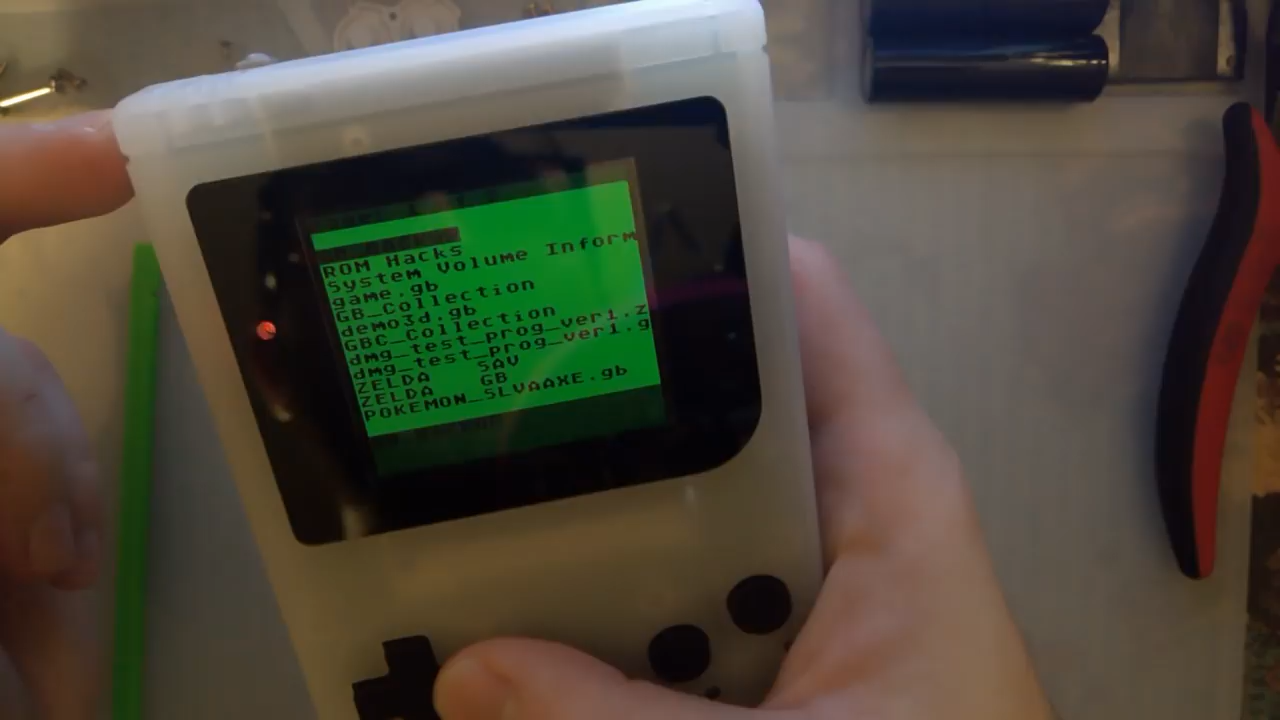 ROM Hacks
System Volume Inform
game.gb
GB_Collection
demo3d.gb
GBC_Collection
dmg_test_prog_ver1.z
dmg_test_prog_ver1.g
ZELDA SAV
ZELDA GB
POKEMON_SLVAAXE.gb